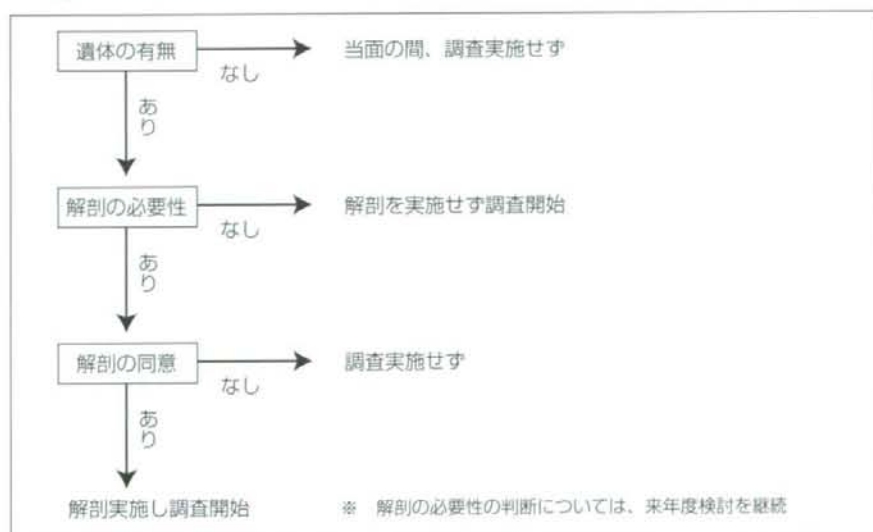 遺体の有無
なし
当面の間、調査実施せず
あり
解剖の必要性
なし
解剖を実施せず調査開始
あり
解剖の同意
なし
調査実施せず
あり
解剖実施し調査開始
※ 解剖の必要性の判断については、来年度検討を継続